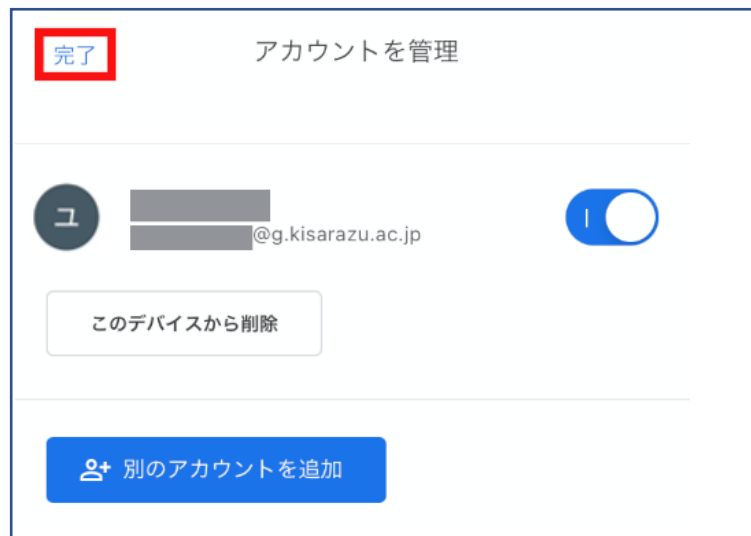 完了
アカウントを管理
ユ
@g.kisarazu.ac.jp
このデバイスから削除
別のアカウントを追加